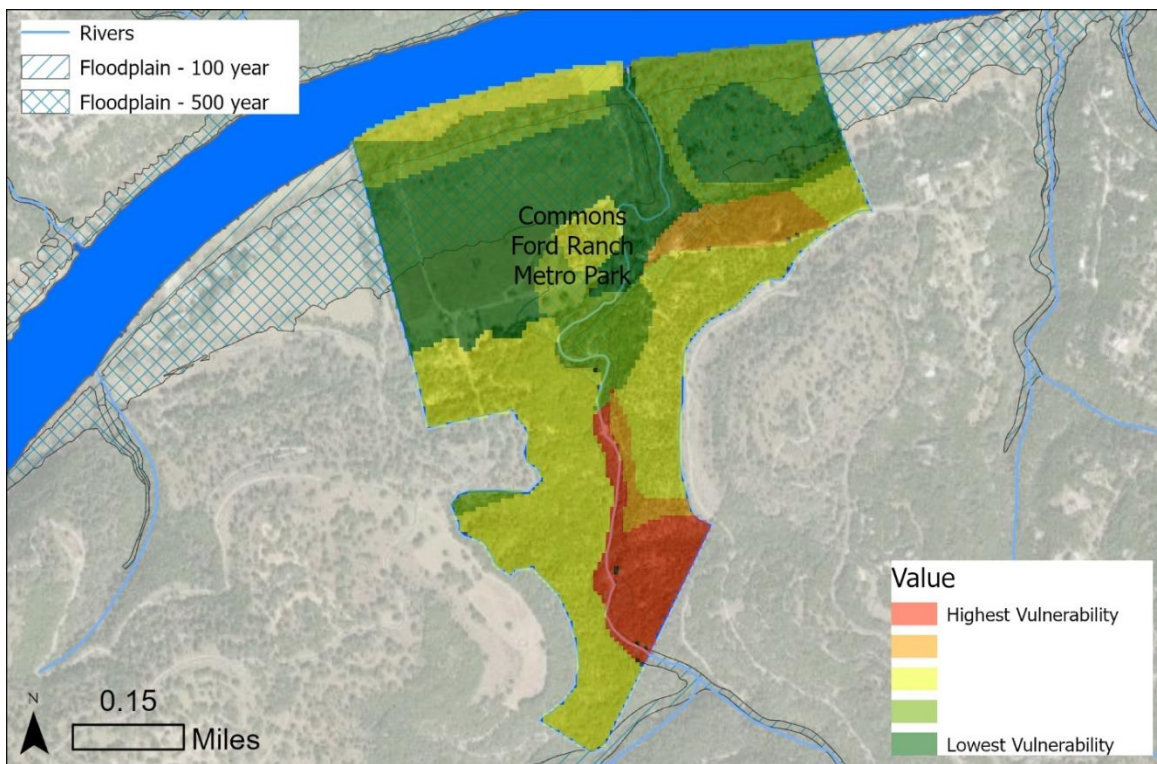 Rivers
Floodplain - 100 year
Floodplain - 500 year
Commons
Ford Ranch
Metro Park
Value
Highest Vulnerability
Lowest Vulnerability
N
0.15
Miles